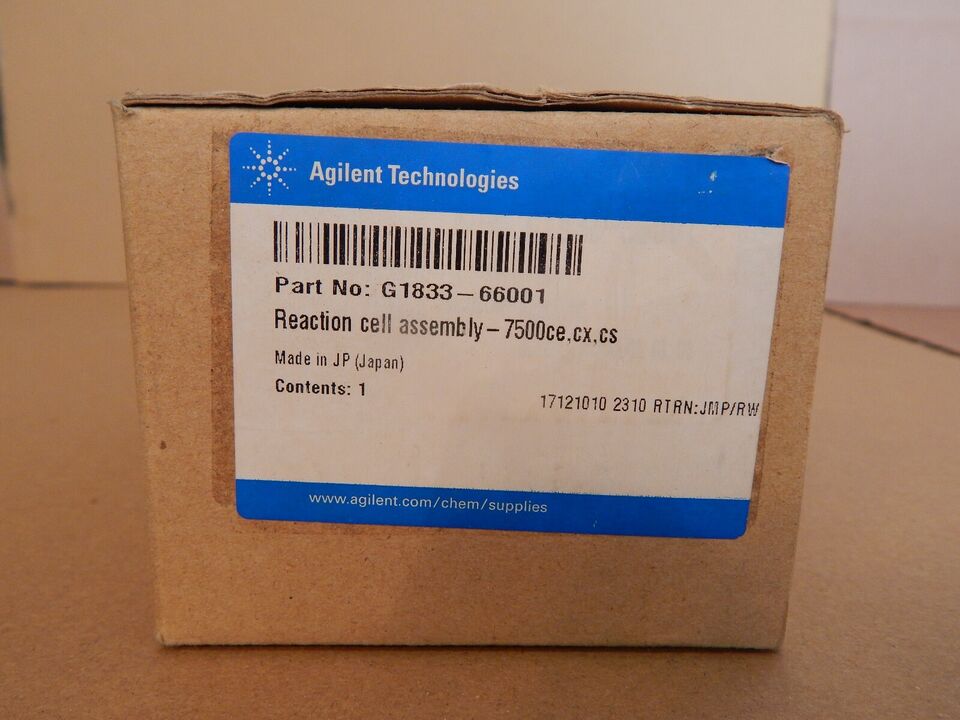 Agilent Technologies
Part No: G1833-66001
Reaction cell assembly-7500ce,cx,cs
Made in JP (Japan)
Contents: 1
17121010 2310 RTRN:JMP/RW
www.agilent.com/chem/supplies